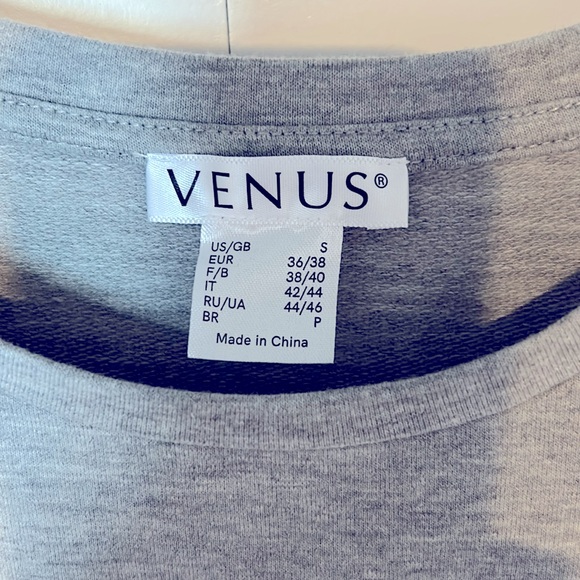 VENUS®
US/GB S
EUR 36/38
F/B 38/40
IT 42/44
RU/UA 44/46
BR P
Made in China